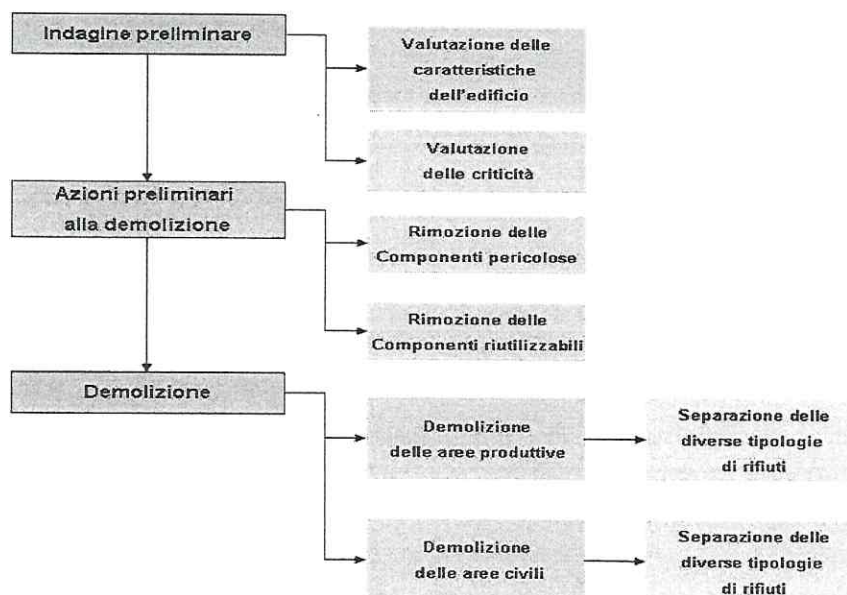 Indagine preliminare
Valutazione delle
caratteristiche
dell'edificio
Valutazione
delle criticità
Azioni preliminari
alla demolizione
Rimozione delle
Componenti pericolose
Rimozione delle
Componenti riutilizzabili
Demolizione
Demolizione
delle aree produttive
Separazione delle
diverse tipologie
di rifiuti
Demolizione
delle aree civili
Separazione delle
diverse tipologie
di rifiuti